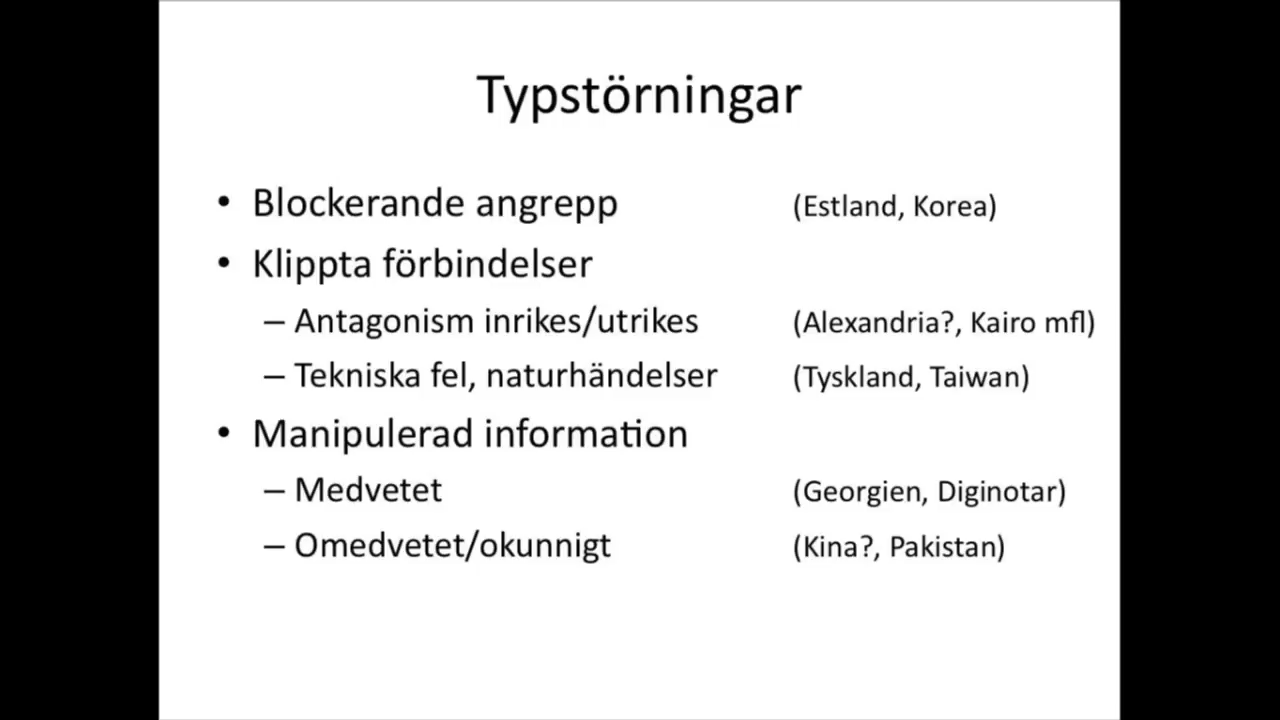 Typstörningar
• Blockerande angrepp (Estland, Korea)
• Klippta förbindelser
– Antagonism inrikes/utrikes (Alexandria?, Kairo mfl)
– Tekniska fel, naturhändelser (Tyskland, Taiwan)
• Manipulerad information
– Medvetet (Georgien, Diginotar)
– Omedvetet/okunnigt (Kina?, Pakistan)